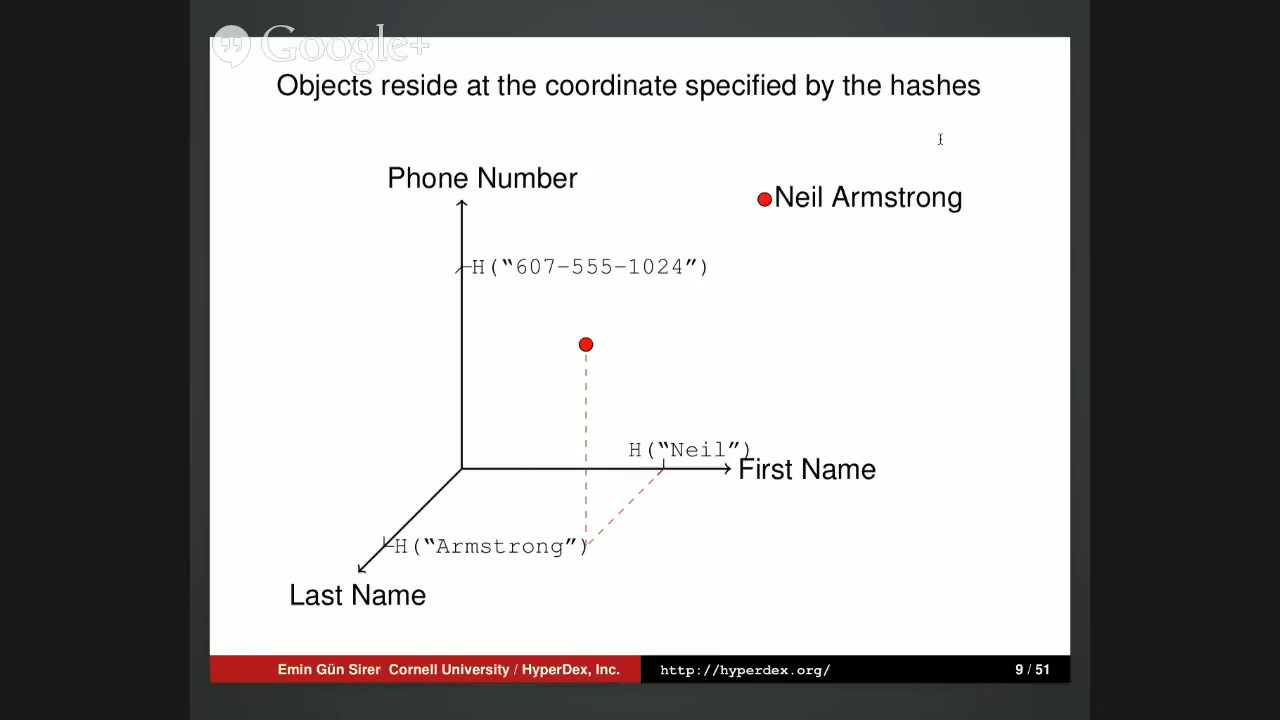 Google+
Objects reside at the coordinate specified by the hashes
Phone Number
Neil Armstrong
H(“607-555-1024”)
H(“Neil”)
First Name
H(“Armstrong”)
Last Name
Emin Gün Sirer Cornell University / HyperDex, Inc.
http://hyperdex.org/
9 / 51